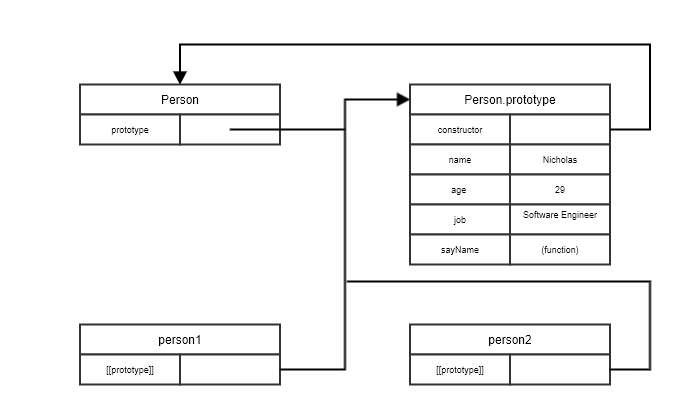 Person
Person.prototype
prototype
constructor
name
Nicholas
age
29
job
Software Engineer
sayName
(function)
person1
person2
[[prototype]]
[[prototype]]